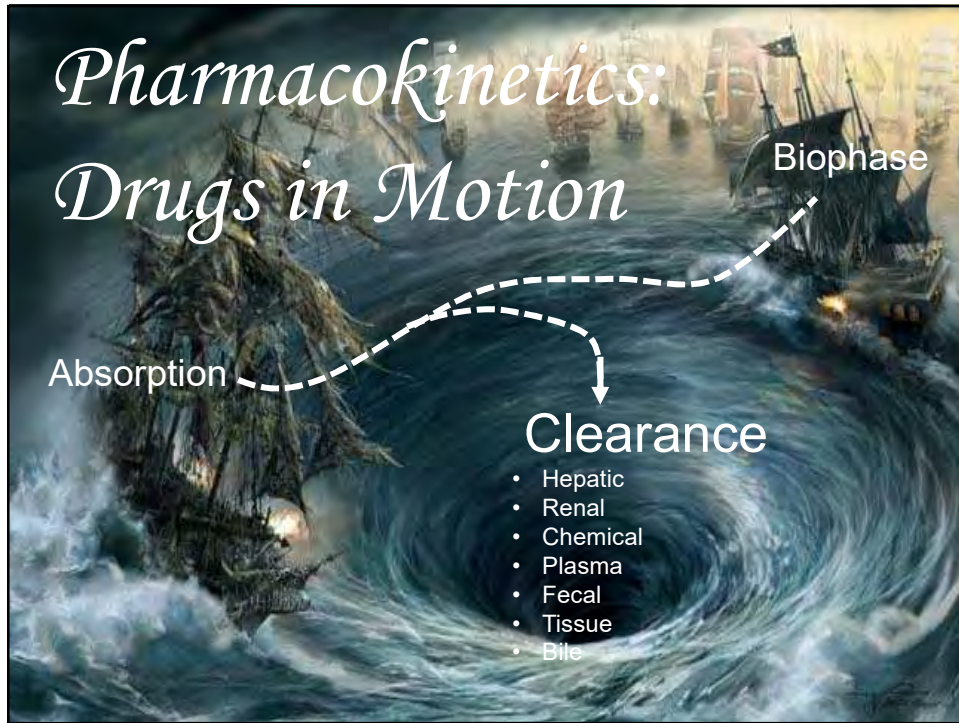 Pharmacokinetics:
Drugs in Motion
Biophase
Absorption
Clearance
• Hepatic
• Renal
• Chemical
• Plasma
• Fecal
• Tissue
• Bile